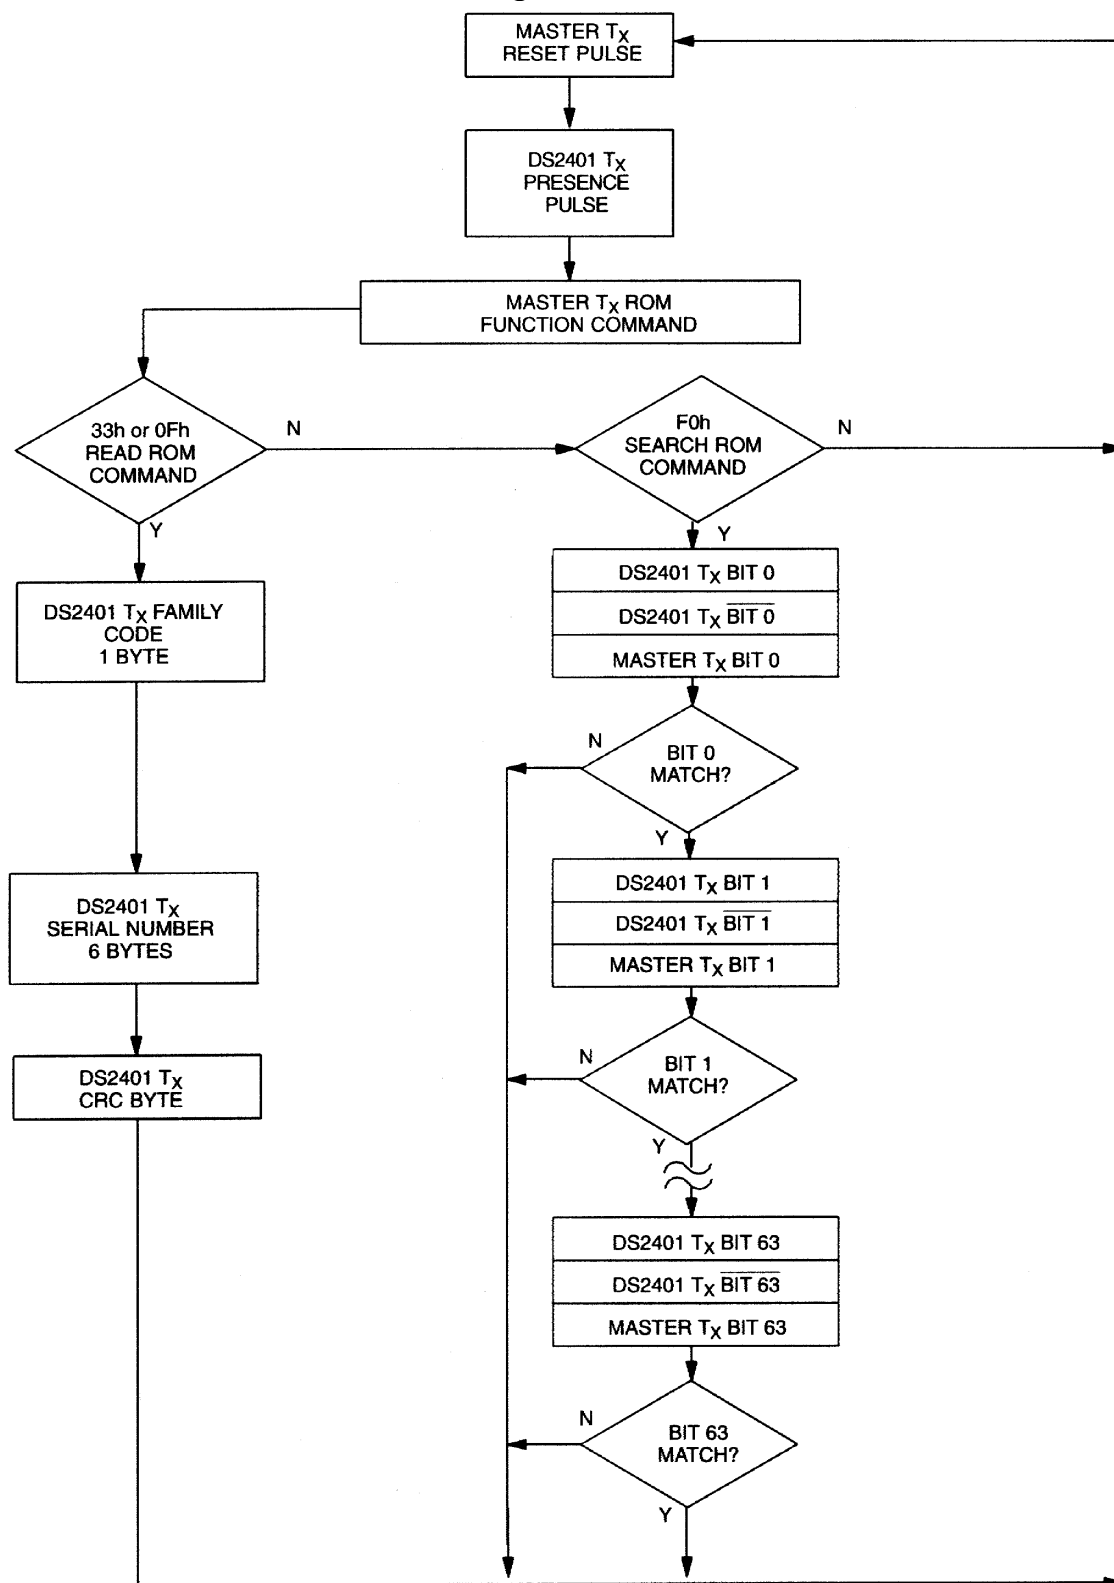 MASTER TX
RESET PULSE
DS2401 TX
PRESENCE
PULSE
MASTER TX ROM
FUNCTION COMMAND
33h or 0Fh
READ ROM
COMMAND
N
Y
F0h
SEARCH ROM
COMMAND
N
Y
DS2401 TX FAMILY
CODE
1 BYTE
DS2401 TX
SERIAL NUMBER
6 BYTES
DS2401 TX
CRC BYTE
DS2401 TX BIT 0
DS2401 TX BIT 0
MASTER TX BIT 0
BIT 0
MATCH?
N
Y
DS2401 TX BIT 1
DS2401 TX BIT 1
MASTER TX BIT 1
BIT 1
MATCH?
N
Y
DS2401 TX BIT 63
DS2401 TX BIT 63
MASTER TX BIT 63
BIT 63
MATCH?
N
Y